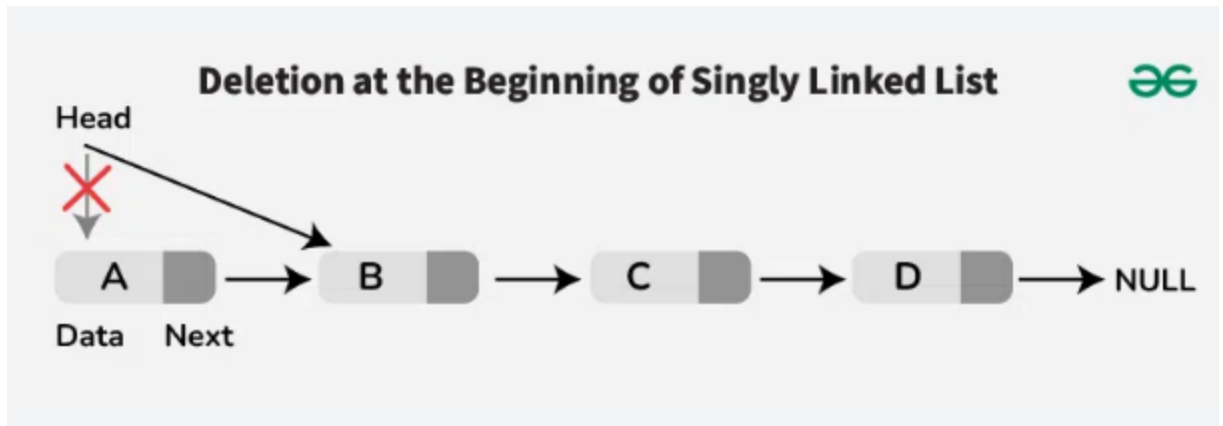 Deletion at the Beginning of Singly Linked List
Head
A
B
C
D
NULL
Data
Next